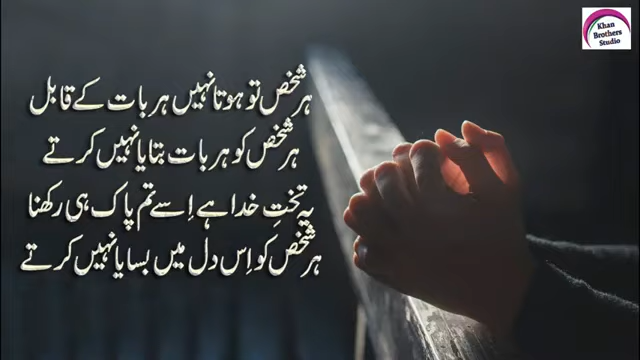 ہر شخص تو ہوتا نہیں ہر بات کے قابل
ہر شخص کو ہر بات بتایا نہیں کرتے
یہ تختِ خدا ہے اِسے تم پاک ہی رکھنا
ہر شخص کو اِس دل میں بسایا نہیں کرتے
Khan
Brothers
Studio